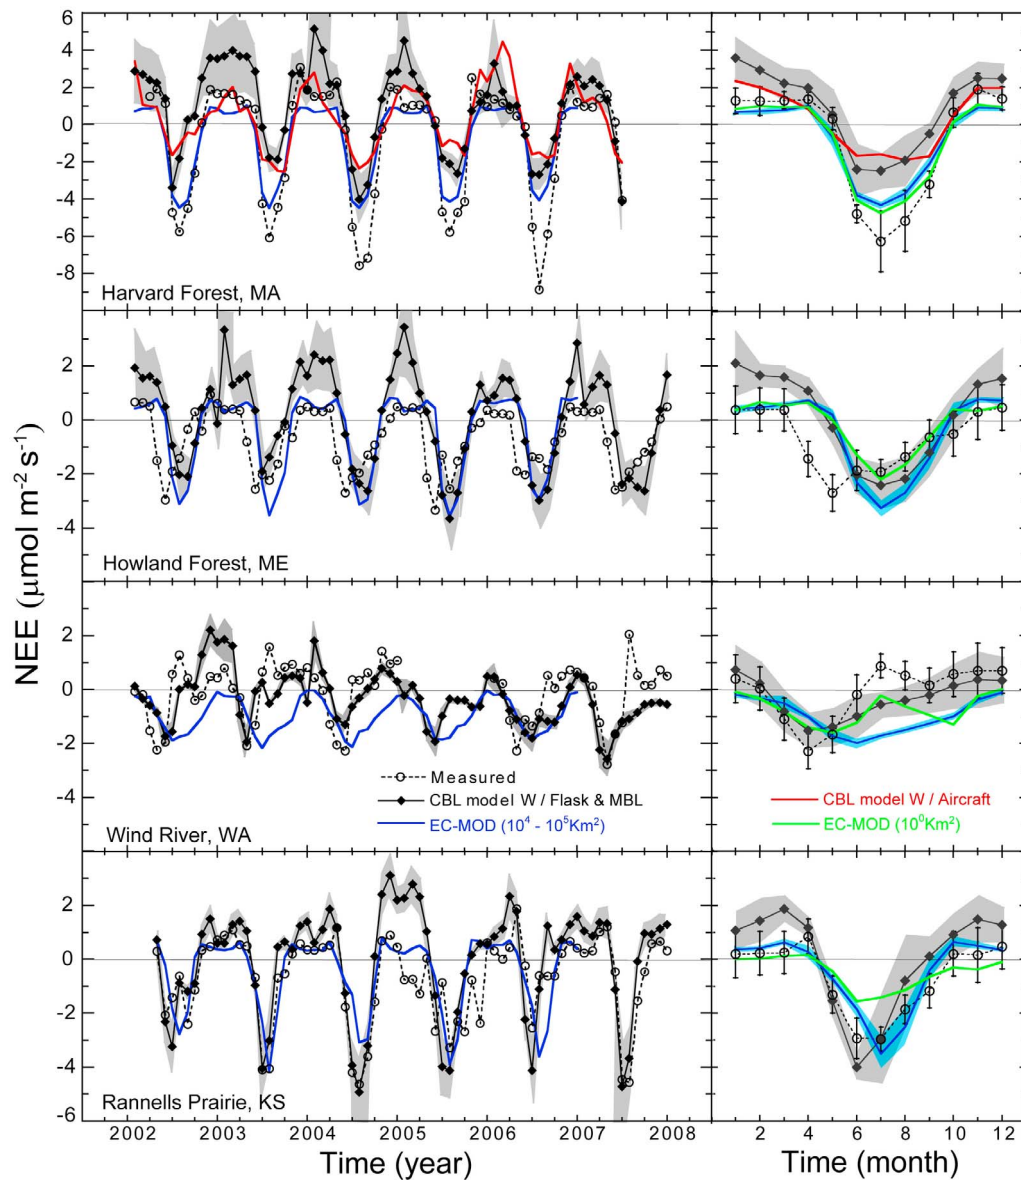 6
4
2
0
-2
-4
-6
-8
Harvard Forest, MA
2
0
-2
-4
Howland Forest, ME
NEE (μmol m⁻² s⁻¹)
2
0
-2
-4
Measured
CBL model W / Flask & MBL
EC-MOD (10⁴ - 10⁵Km²)
CBL model W / Aircraft
EC-MOD (10⁰Km²)
Wind River, WA
2
0
-2
-4
-6
Rannells Prairie, KS
2002 2003 2004 2005 2006 2007 2008
2 4 6 8 10 12
Time (year)
Time (month)